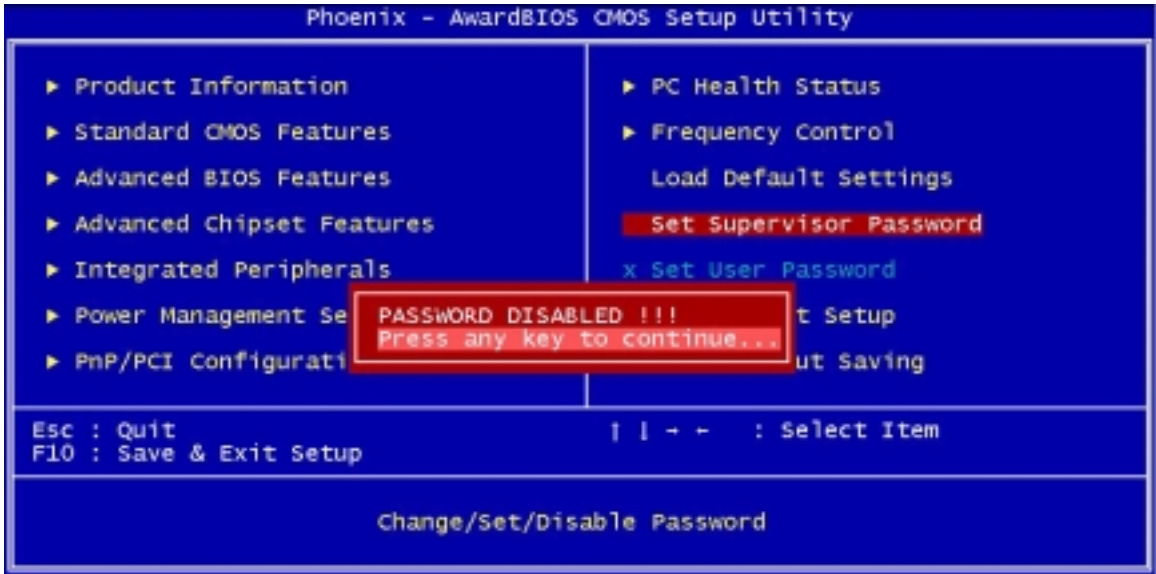 Phoenix - AwardBIOS CMOS Setup Utility
▶ Product Information
▶ Standard CMOS Features
▶ Advanced BIOS Features
▶ Advanced Chipset Features
▶ Integrated Peripherals
▶ Power Management Se
▶ PnP/PCI Configurati
▶ PC Health Status
▶ Frequency Control
Load Default Settings
Set Supervisor Password
x Set User Password
t Setup
ut Saving
PASSWORD DISABLED !!!
Press any key to continue...
Esc : Quit
F10 : Save & Exit Setup
↑ ↓ → ← : Select Item
Change/Set/Disable Password